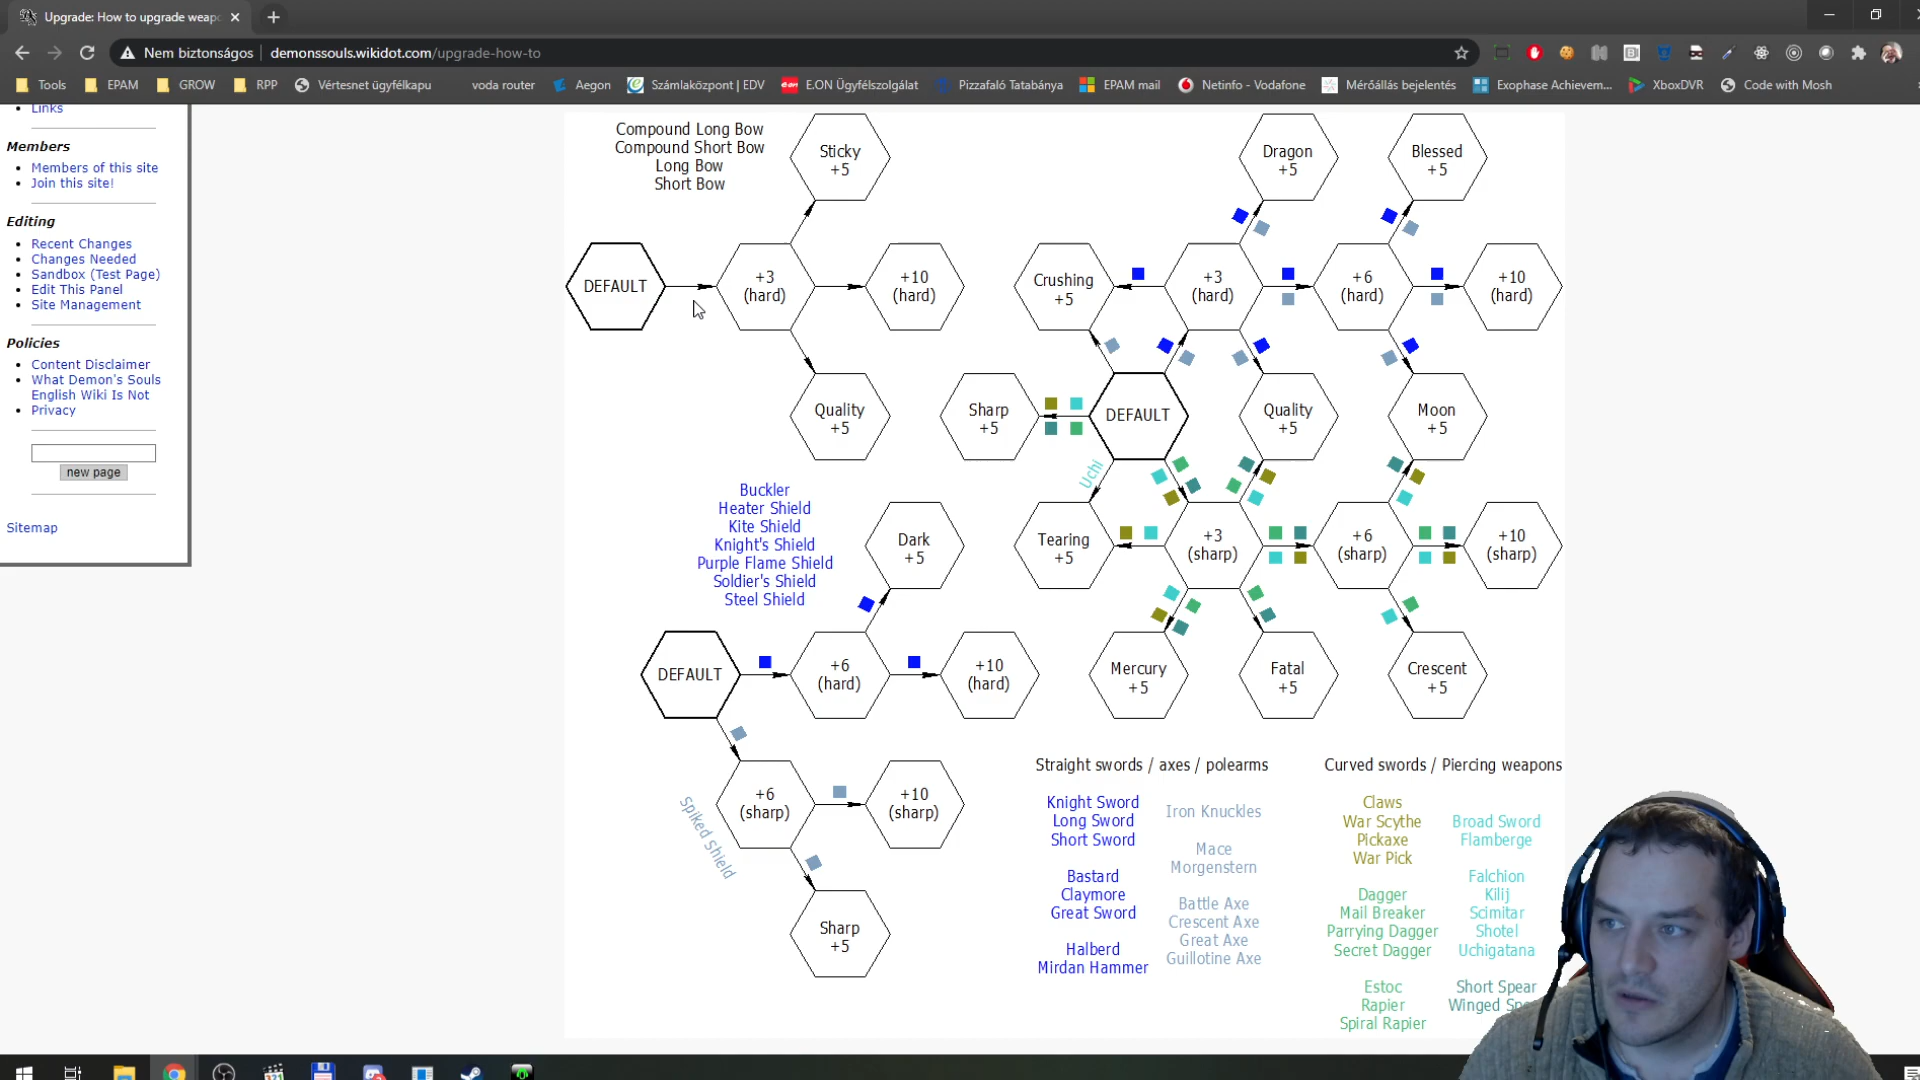 Upgrade: How to upgrade weap
Nem biztonságos
demonssouls.wikidot.com/upgrade-how-to
Tools
EPAM
GROW
RPP
Vértesnet ügyfélkapu
voda router
Aegon
Számlaközpont | EDV
E.ON Ügyfélszolgálat
Pizzafaló Tatabánya
EPAM mail
Netinfo - Vodafone
Mérőállás bejelentés
Exophase Achievem...
XboxDVR
Code with Mosh
Links
Members
Members of this site
Join this site!
Editing
Recent Changes
Changes Needed
Sandbox (Test Page)
Edit This Panel
Site Management
Policies
Content Disclaimer
What Demon's Souls
English Wiki Is Not
Privacy
new page
Sitemap
Compound Long Bow
Compound Short Bow
Long Bow
Short Bow
Sticky
+5
DEFAULT
+3
(hard)
+10
(hard)
Quality
+5
Dragon
+5
Blessed
+5
Crushing
+5
+3
(hard)
+6
(hard)
+10
(hard)
Sharp
+5
DEFAULT
Quality
+5
Moon
+5
Uchi
Tearing
+5
+3
(sharp)
+6
(sharp)
+10
(sharp)
Mercury
+5
Fatal
+5
Crescent
+5
Buckler
Heater Shield
Kite Shield
Knight's Shield
Purple Flame Shield
Soldier's Shield
Steel Shield
Dark
+5
DEFAULT
+6
(hard)
+10
(hard)
Spiked Shield
+6
(sharp)
+10
(sharp)
Sharp
+5
Straight swords / axes / polearms
Knight Sword
Long Sword
Short Sword
Bastard
Claymore
Great Sword
Halberd
Mirdan Hammer
Iron Knuckles
Mace
Morgenstern
Battle Axe
Crescent Axe
Great Axe
Guillotine Axe
Curved swords / Piercing weapons
Claws
War Scythe
Pickaxe
War Pick
Dagger
Mail Breaker
Parrying Dagger
Secret Dagger
Estoc
Rapier
Spiral Rapier
Broad Sword
Flamberge
Falchion
Kilij
Scimitar
Shotel
Uchigatana
Short Spear
Winged